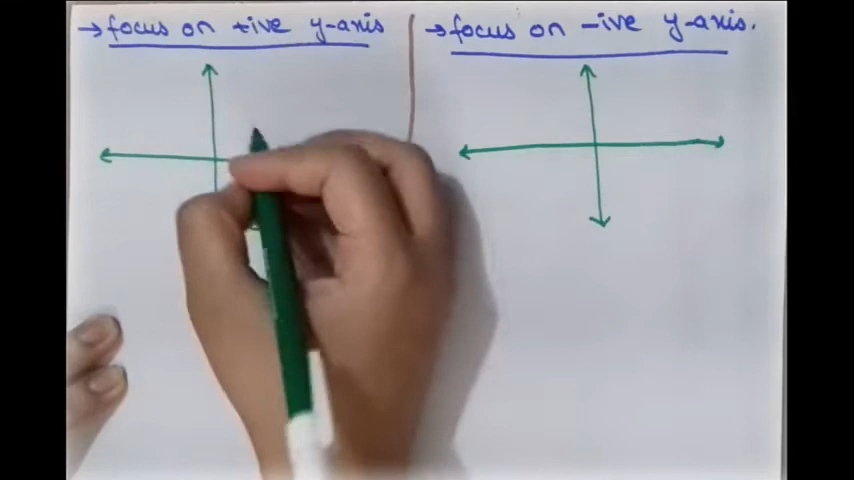 →focus on +ive y-axis
→focus on -ive y-axis.